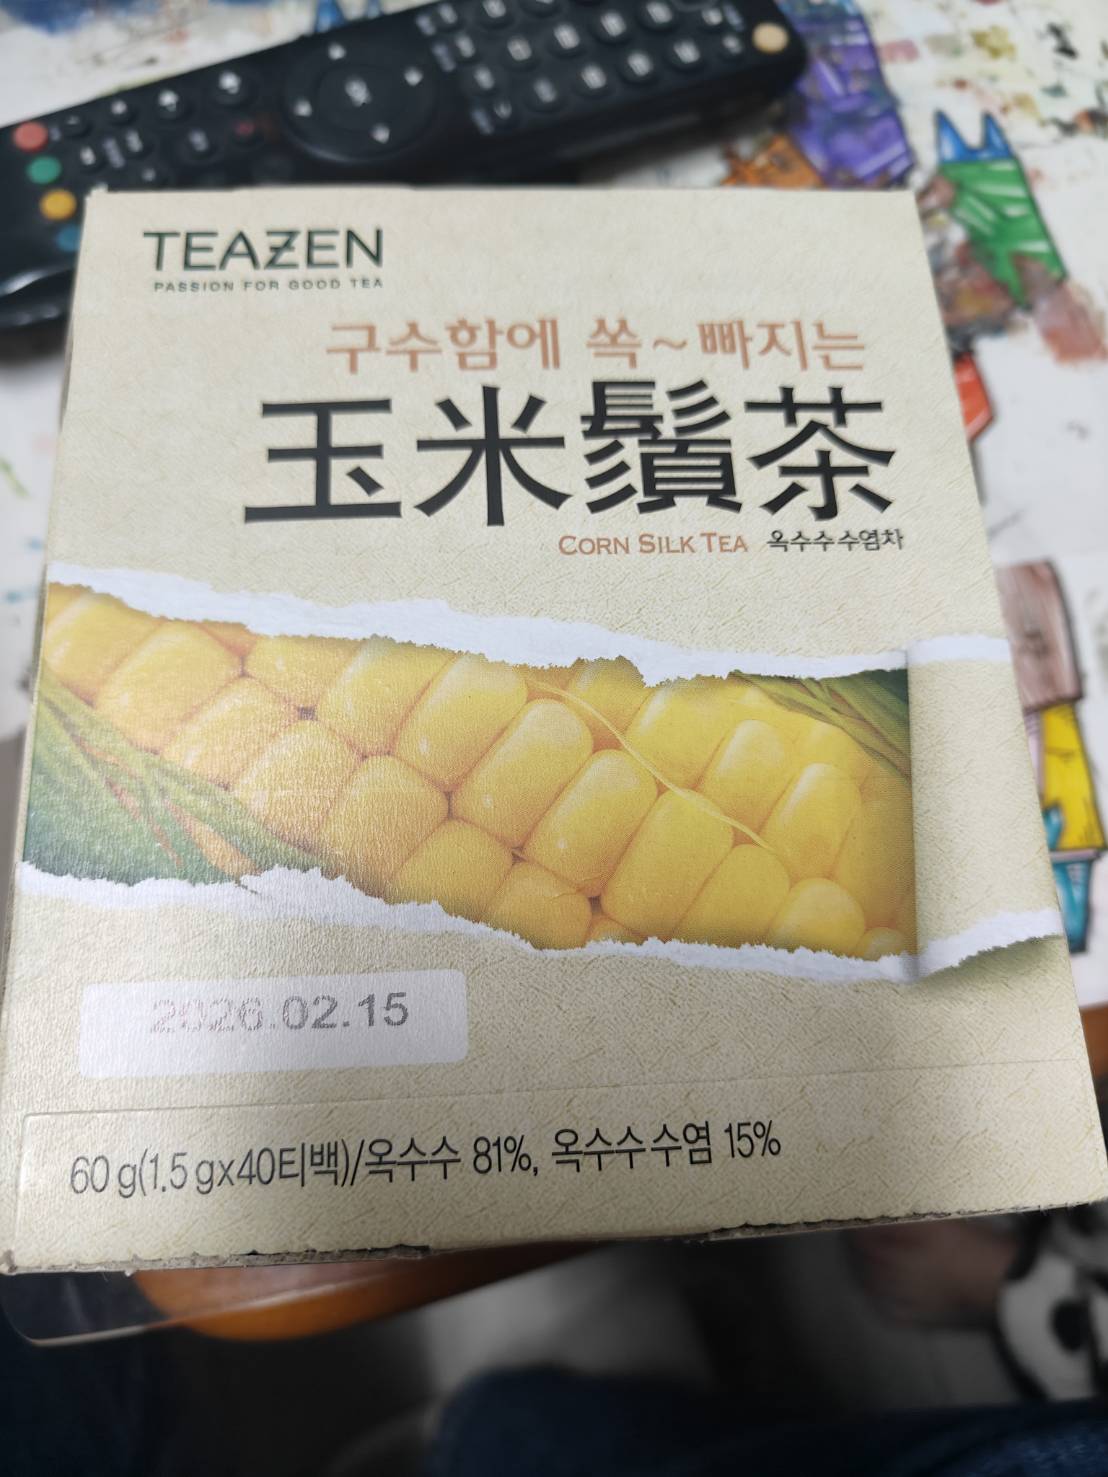 TEAZEN
PASSION FOR GOOD TEA
구수함에 쏙~빠지는
玉米鬚茶
CORN SILK TEA 옥수수수염차
2026.02.15
60 g(1.5 gx40티백)/옥수수 81%, 옥수수수염 15%